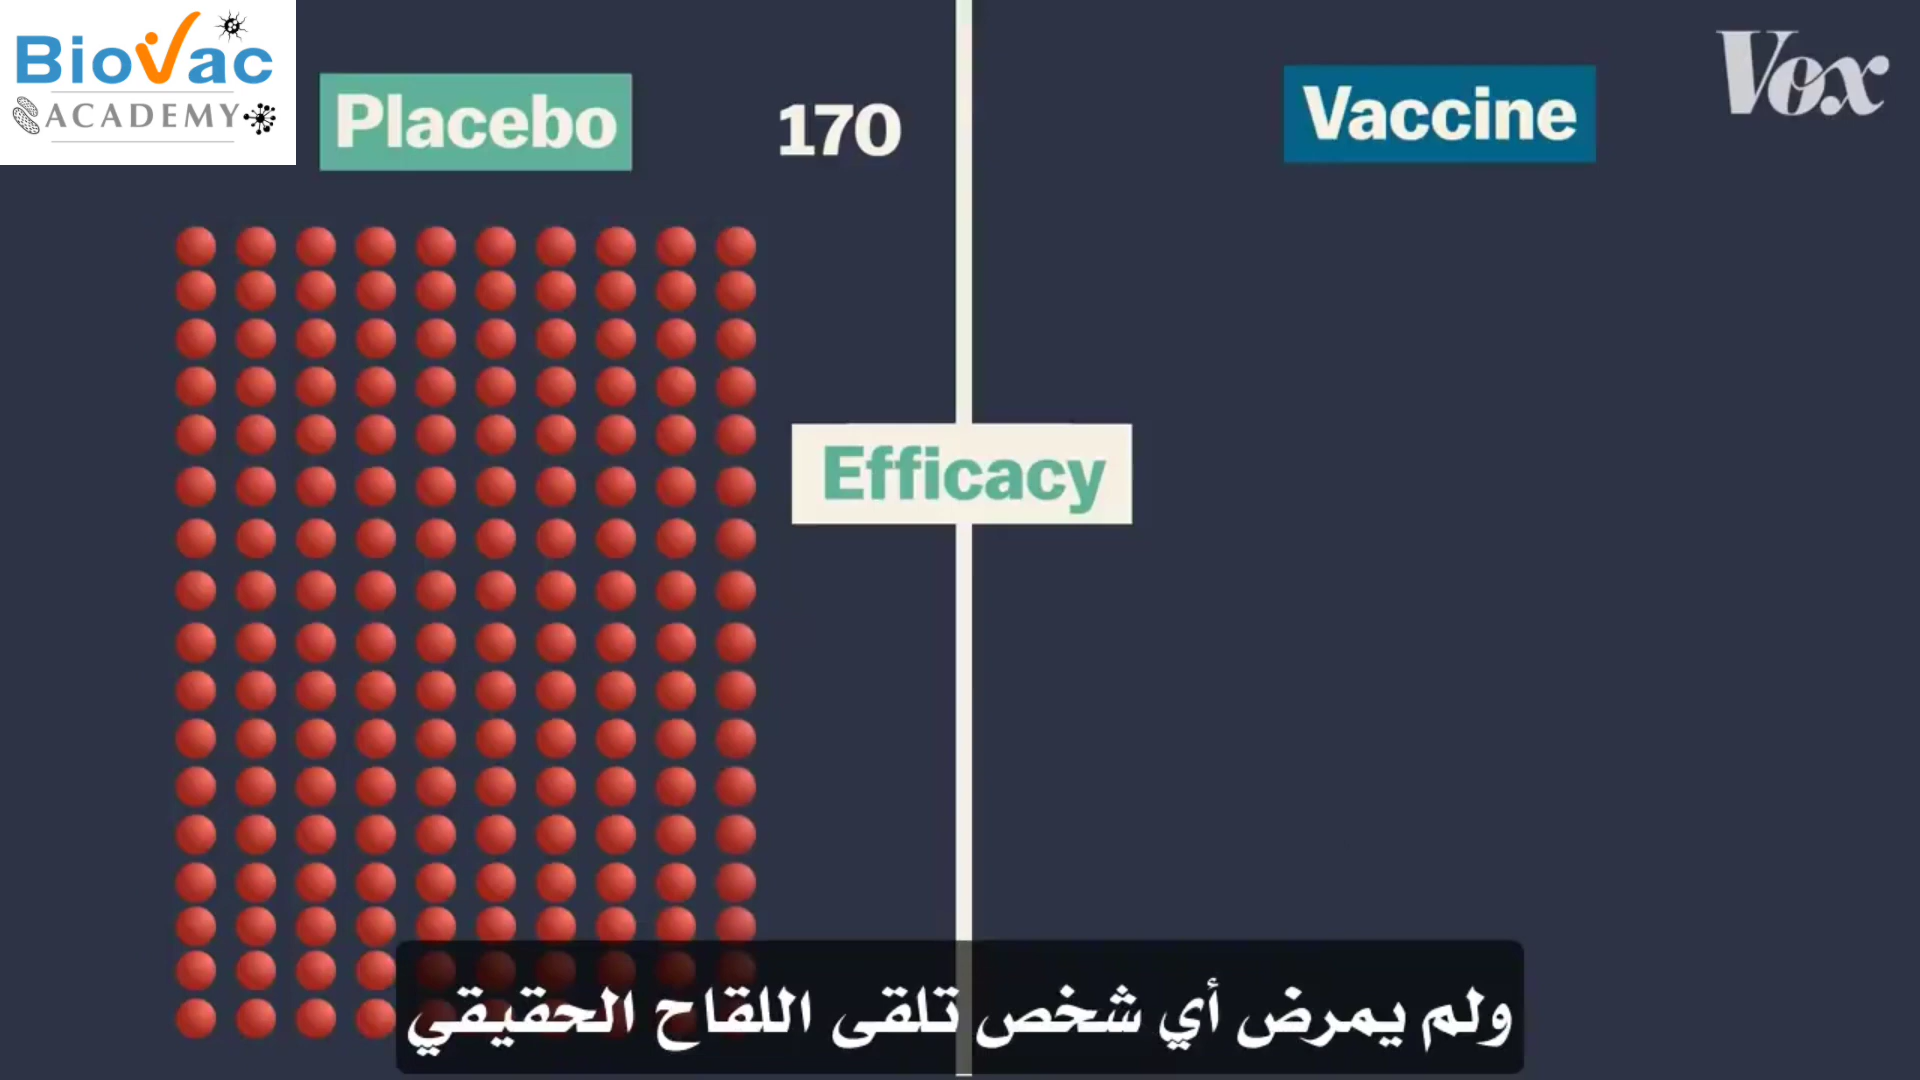 BioVac
ACADEMY
Placebo
170
Vaccine
Vox
Efficacy
ولم يمرض أي شخص تلقى اللقاح الحقيقي